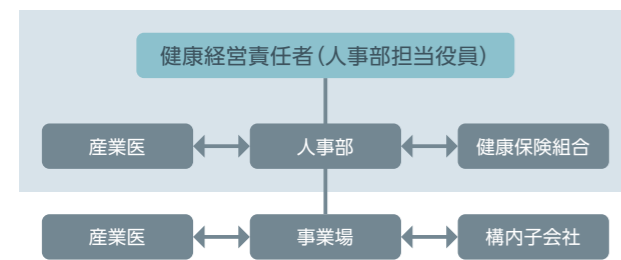 健康経営責任者（人事部担当役員）
産業医
人事部
健康保険組合
産業医
事業場
構内子会社